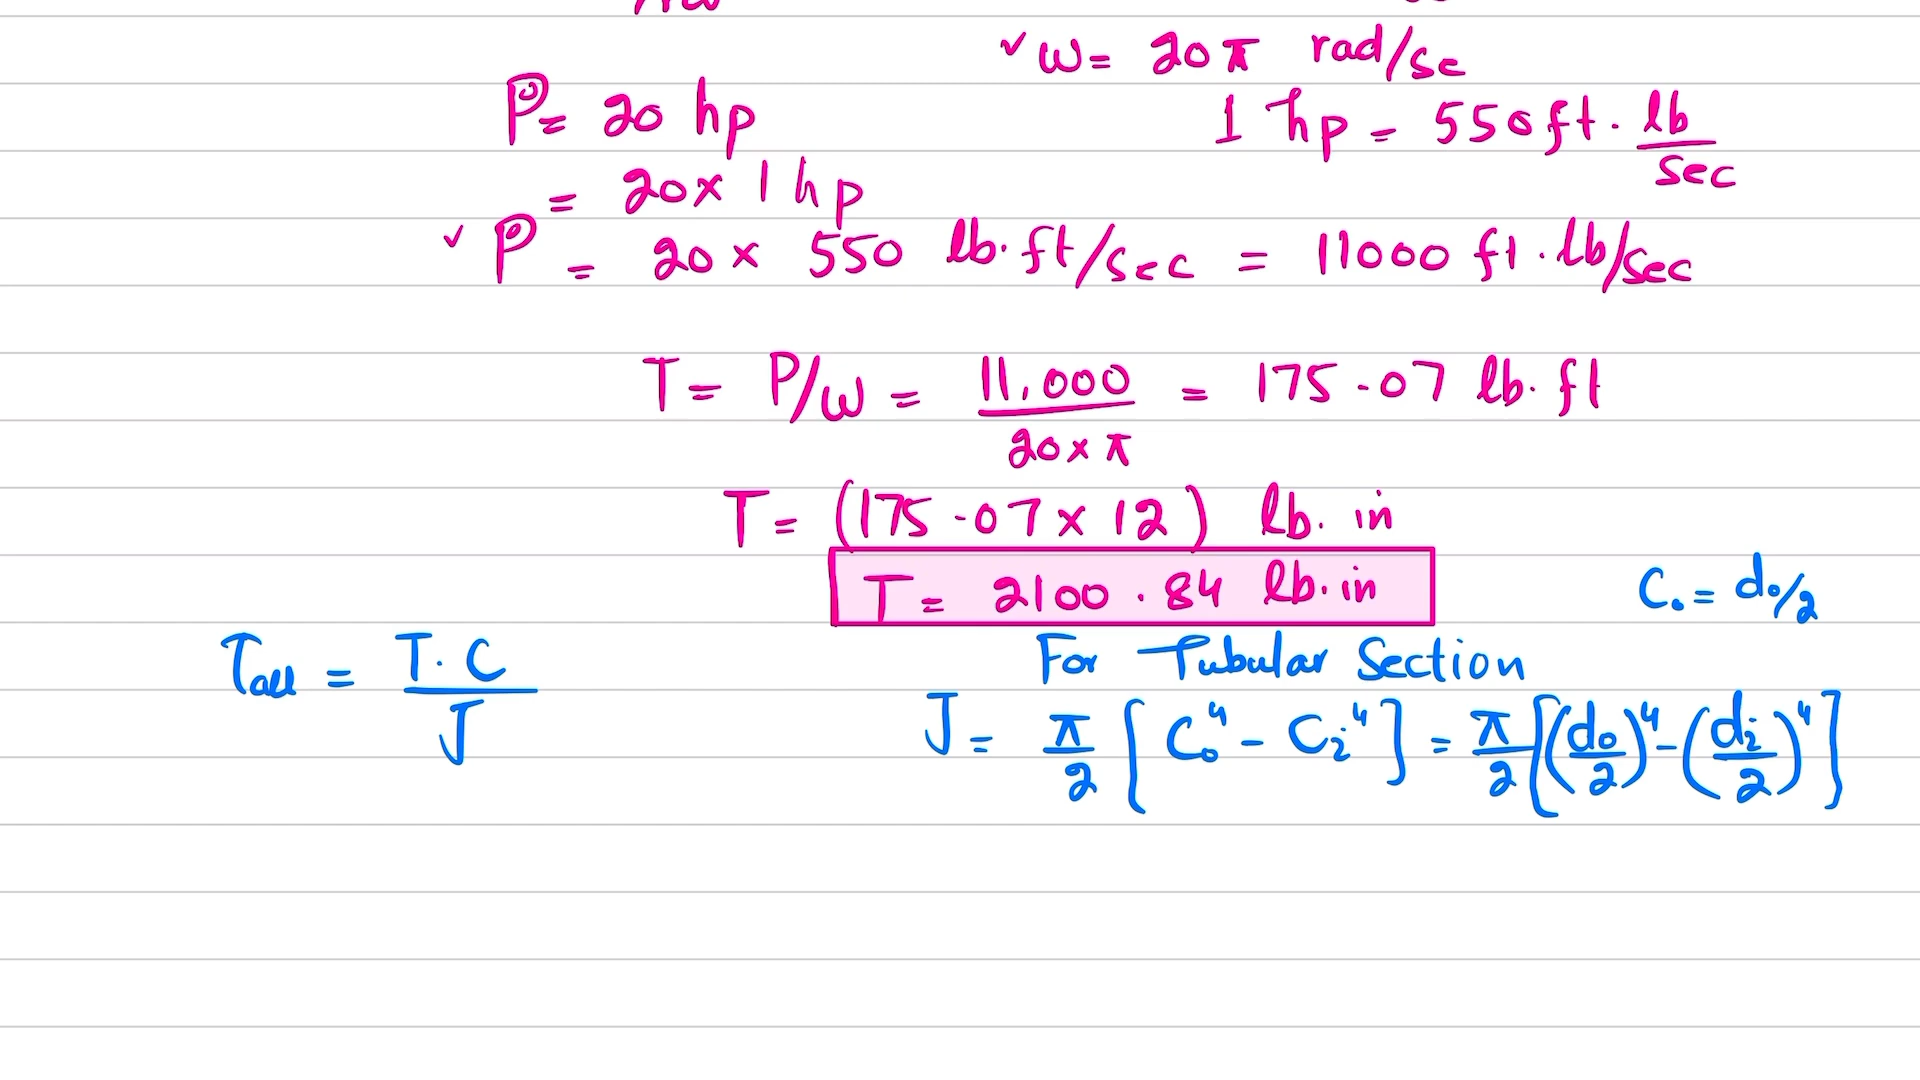 ω = 20π rad/se
P = 20 hp
1 hp = 550 ft. lb/sec
= 20 x 1 hp
P = 20 x 550 lb.ft/sec = 11000 ft.lb/sec
T = P/ω = 11,000/20xπ = 175.07 lb.ft
T = (175.07 x 12) lb.in
T = 2100.84 lb.in
C₀ = d₀/2
For Tubular Section
τall = T.C/J
J = π/2 [C₀⁴ - Cᵢ⁴] = π/2 [(d₀/2)⁴ - (dᵢ/2)⁴]